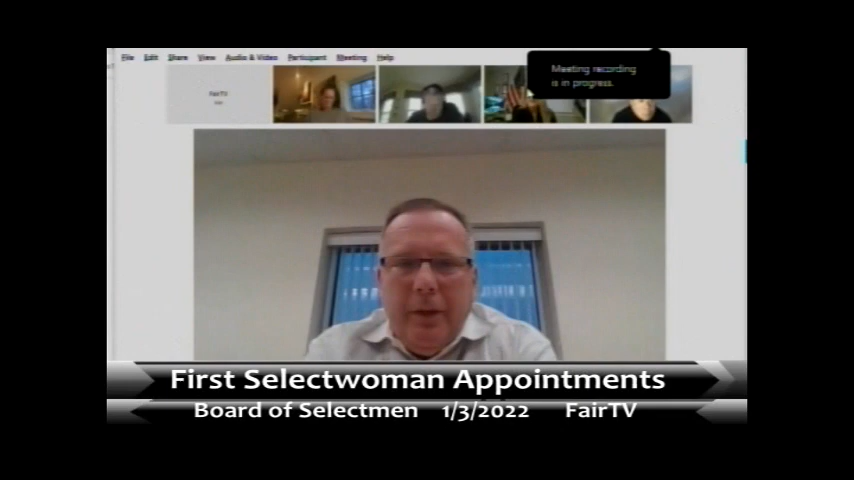 File Edit Share View Audio & Video Participant Meeting Help
Meeting recording
is in progress.
FairTV
First Selectwoman Appointments
Board of Selectmen 1/3/2022 FairTV